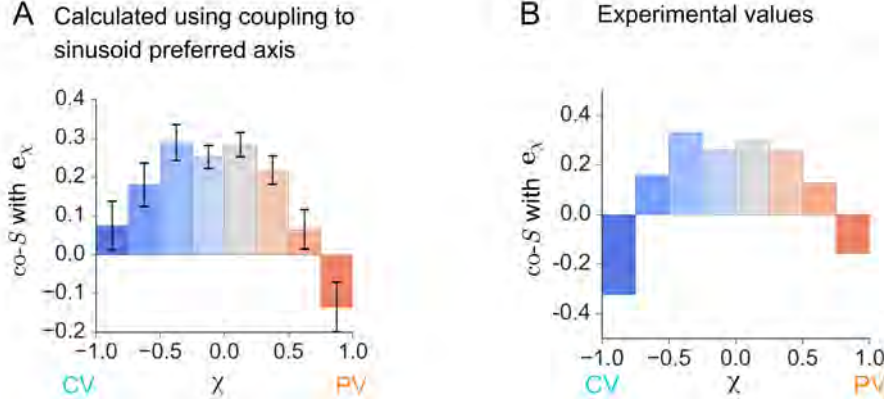 A Calculated using coupling to
sinusoid preferred axis
co-S with eχ
0.4
0.3
0.2
0.1
0.0
−0.1
−0.2
−1.0 −0.5 0.0 0.5 1.0
CV χ PV
B Experimental values
co-S with eχ
0.4
0.2
0.0
-0.2
-0.4
−1.0 −0.5 0.0 0.5 1.0
CV χ PV